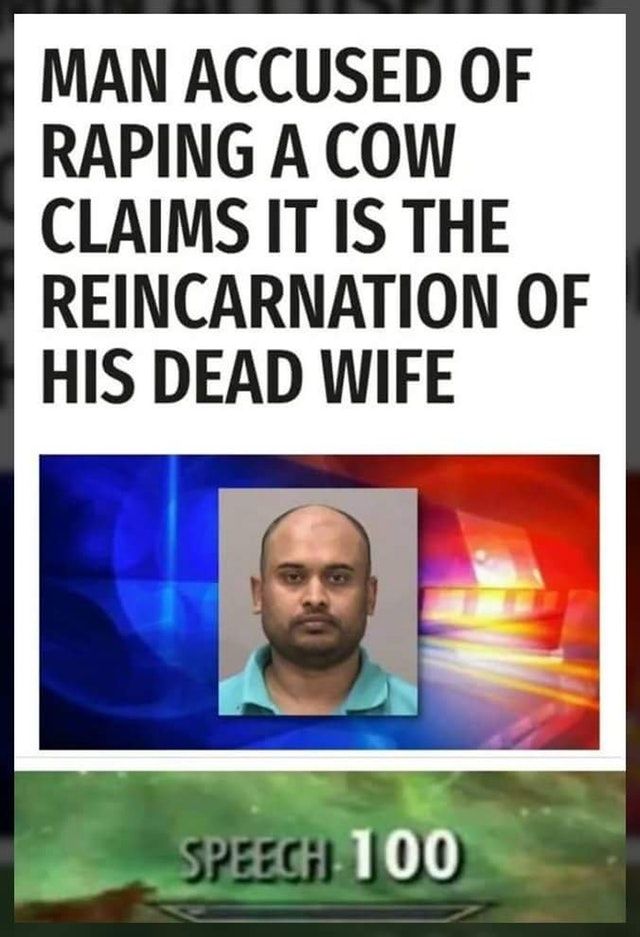 MAN ACCUSED OF
RAPING A COW
CLAIMS IT IS THE
REINCARNATION OF
HIS DEAD WIFE
SPEECH 100